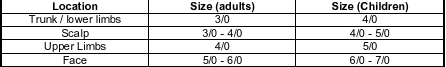 Location Size (adults) Size (Children)
Trunk / lower limbs 3/0 4/0
Scalp 3/0 - 4/0 4/0 - 5/0
Upper Limbs 4/0 5/0
Face 5/0 - 6/0 6/0 - 7/0